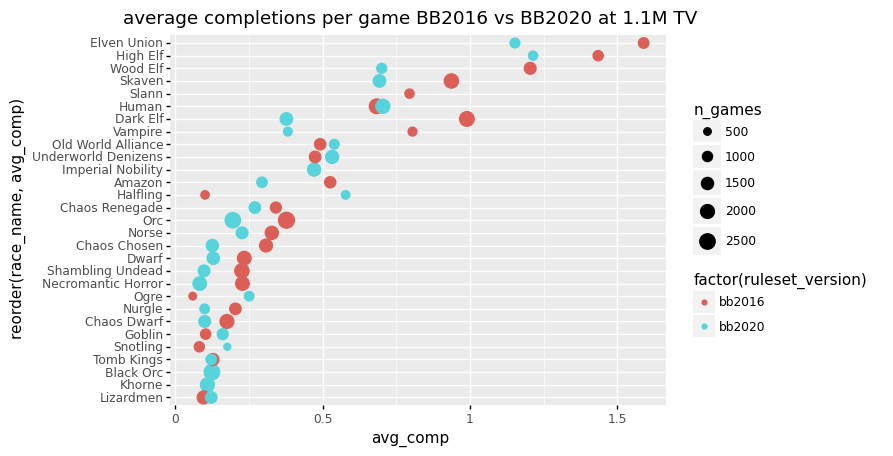 average completions per game BB2016 vs BB2020 at 1.1M TV
reorder(race_name, avg_comp)
Elven Union
High Elf
Wood Elf
Skaven
Slann
Human
Dark Elf
Vampire
Old World Alliance
Underworld Denizens
Imperial Nobility
Amazon
Halfling
Chaos Renegade
Orc
Norse
Chaos Chosen
Dwarf
Shambling Undead
Necromantic Horror
Ogre
Nurgle
Chaos Dwarf
Goblin
Snotling
Tomb Kings
Black Orc
Khorne
Lizardmen
0 0.5 1 1.5
avg_comp
n_games
500
1000
1500
2000
2500
factor(ruleset_version)
bb2016
bb2020